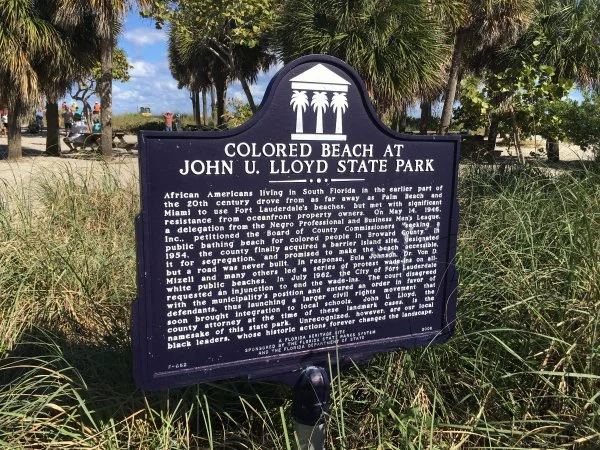 COLORED BEACH AT
JOHN U. LLOYD STATE PARK
African Americans living in South Florida in the earlier part of
the 20th century drove from as far away as Palm Beach and
Miami to use Fort Lauderdale's beaches, but met with significant
resistance from oceanfront property owners. On May 14, 1946,
a delegation from the Negro Professional and Business Men's League,
Inc., petitioned the Board of County Commissioners "seeking a
public bathing beach for colored people in Broward County." In
1954, the county finally acquired a barrier island site, designated
it for segregation, and promised to make the beach accessible,
but a road was never built. In response, Eula Johnson, Dr. Von D.
Mizell and many others led a series of protest wade-ins on all-
white public beaches. In July 1962, the City of Fort Lauderdale
requested an injunction to end the wade-ins. The court disagreed
with the municipality's position and entered an order in favor of
defendants, thus launching a larger civil rights movement that
soon brought integration to local schools. John U. Lloyd, the
county attorney at the time of these landmark cases, is the
namesake of this state park. Unrecognized, however, are our local
black leaders, whose historic actions forever changed the landscape.
A FLORIDA HERITAGE SITE
SPONSORED BY THE FLORIDA STATE PARKS SYSTEM
AND THE FLORIDA DEPARTMENT OF STATE
F-652
2008